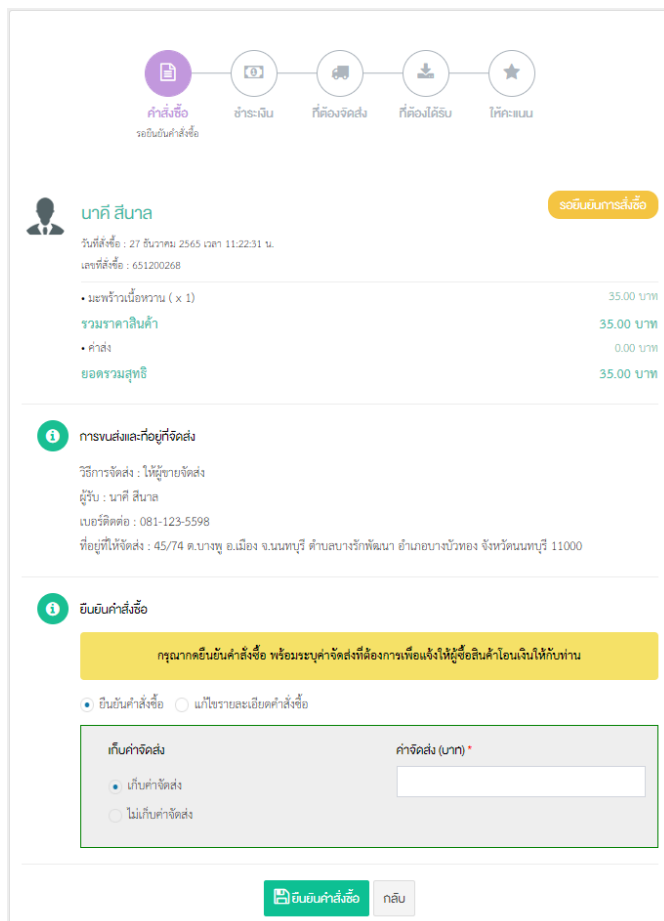 คำสั่งซื้อ ชำระเงิน ที่ต้องจัดส่ง ที่ต้องได้รับ ให้คะแนน
รอยืนยันคำสั่งซื้อ
นาคี สีนาล รอยืนยันการสั่งซื้อ
วันที่สั่งซื้อ : 27 ธันวาคม 2565 เวลา 11:22:31 น.
เลขที่สั่งซื้อ : 651200268
• มะพร้าวเนื้อหวาน ( x 1) 35.00 บาท
รวมราคาสินค้า 35.00 บาท
• ค่าส่ง 0.00 บาท
ยอดรวมสุทธิ 35.00 บาท
การขนส่งและที่อยู่ที่จัดส่ง
วิธีการจัดส่ง : ให้ผู้ขายจัดส่ง
ผู้รับ : นาคี สีนาล
เบอร์ติดต่อ : 081-123-5598
ที่อยู่ที่ให้จัดส่ง : 45/74 ต.บางพู อ.เมือง จ.นนทบุรี ตำบลบางรักพัฒนา อำเภอบางบัวทอง จังหวัดนนทบุรี 11000
ยืนยันคำสั่งซื้อ
กรุณากดยืนยันคำสั่งซื้อ พร้อมระบุค่าจัดส่งที่ต้องการเพื่อแจ้งให้ผู้ซื้อสินค้าโอนเงินให้กับท่าน
ยืนยันคำสั่งซื้อ แก้ไขรายละเอียดคำสั่งซื้อ
เก็บค่าจัดส่ง ค่าจัดส่ง (บาท) *
เก็บค่าจัดส่ง
ไม่เก็บค่าจัดส่ง
ยืนยันคำสั่งซื้อ กลับ